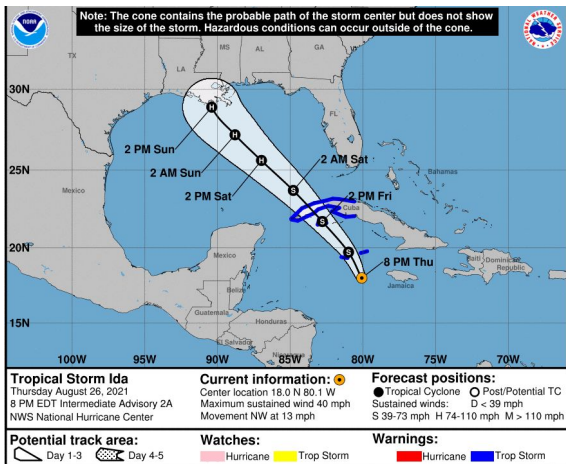 Note: The cone contains the probable path of the storm center but does not show
the size of the storm. Hazardous conditions can occur outside of the cone.
NOAA
NATIONAL WEATHER SERVICE
TX
LA
MS
AL
GA
FL
30N
25N
20N
15N
2 PM Sun
2 AM Sun
2 PM Sat
2 AM Sat
2 PM Fri
8 PM Thu
H
H
H
S
S
S
Mexico
Mexico
Bahamas
Cuba
Haiti
Dominican
Republic
Jamaica
Belize
Guatemala
Honduras
El Salvador
Nicaragua
100W 95W 90W 85W 80W 75W 70W
Tropical Storm Ida
Thursday August 26, 2021
8 PM EDT Intermediate Advisory 2A
NWS National Hurricane Center
Current information:
Center location 18.0 N 80.1 W
Maximum sustained wind 40 mph
Movement NW at 13 mph
Forecast positions:
Tropical Cyclone Post/Potential TC
Sustained winds: D < 39 mph
S 39-73 mph H 74-110 mph M > 110 mph
Potential track area:
Day 1-3 Day 4-5
Watches:
Hurricane Trop Storm
Warnings:
Hurricane Trop Storm